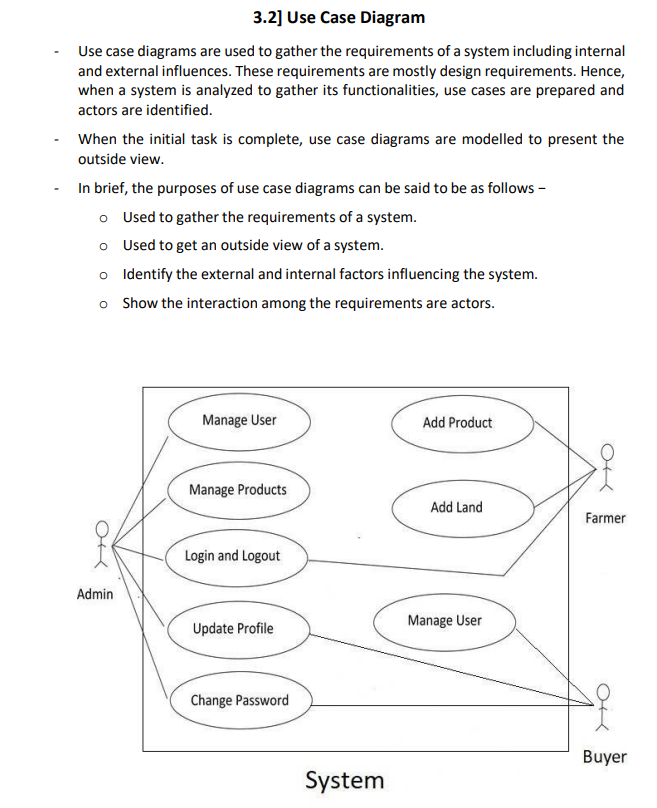 3.2] Use Case Diagram
- Use case diagrams are used to gather the requirements of a system including internal
and external influences. These requirements are mostly design requirements. Hence,
when a system is analyzed to gather its functionalities, use cases are prepared and
actors are identified.
- When the initial task is complete, use case diagrams are modelled to present the
outside view.
- In brief, the purposes of use case diagrams can be said to be as follows –
o Used to gather the requirements of a system.
o Used to get an outside view of a system.
o Identify the external and internal factors influencing the system.
o Show the interaction among the requirements are actors.
Manage User
Add Product
Manage Products
Add Land
Farmer
Login and Logout
Admin
Manage User
Update Profile
Change Password
Buyer
System